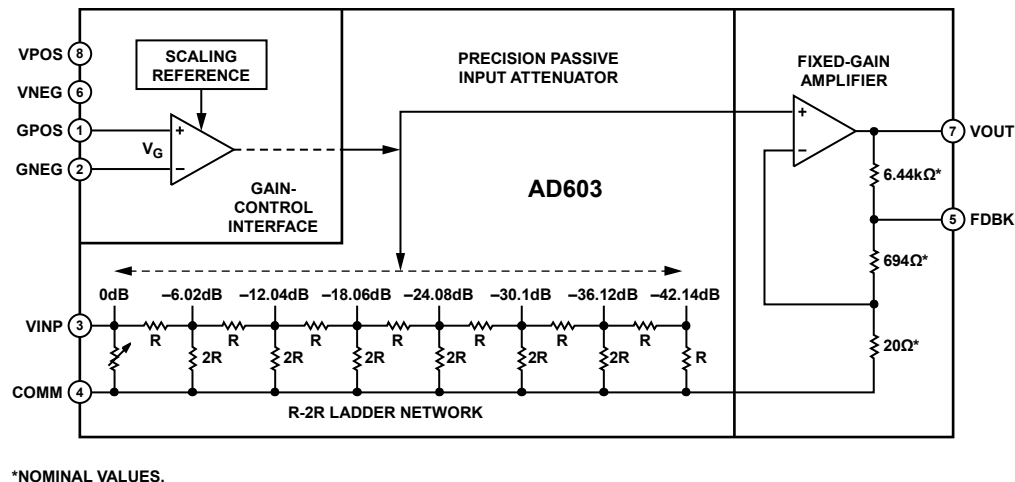 VPOS 8
SCALING
REFERENCE
PRECISION PASSIVE
INPUT ATTENUATOR
FIXED-GAIN
AMPLIFIER
VNEG 6
GPOS 1
+
VG
GNEG 2
−
GAIN-
CONTROL
INTERFACE
AD603
+
−
7 VOUT
6.44kΩ*
5 FDBK
694Ω*
20Ω*
0dB −6.02dB −12.04dB −18.06dB −24.08dB −30.1dB −36.12dB −42.14dB
VINP 3
R R R R R R R
2R 2R 2R 2R 2R 2R R
COMM 4
R-2R LADDER NETWORK
*NOMINAL VALUES.